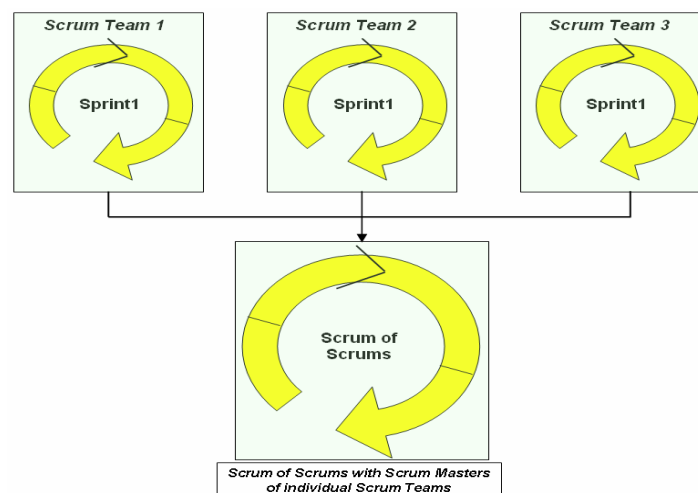 Scrum Team 1
Scrum Team 2
Scrum Team 3
Sprint1
Sprint1
Sprint1
Scrum of
Scrums
Scrum of Scrums with Scrum Masters
of individual Scrum Teams